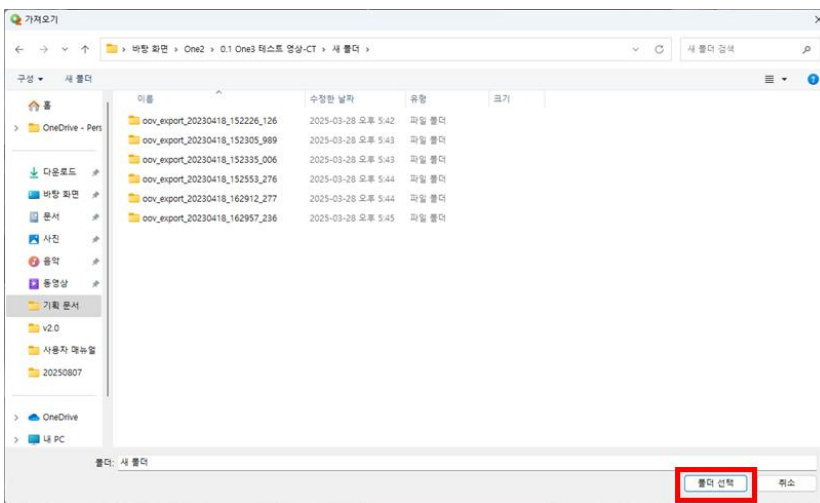 가져오기
바탕 화면 > One2 > 0.1 One3 테스트 영상-CT > 새 폴더 >
새 폴더 검색
구성 새 폴더
이름 수정한 날짜 유형 크기
oov_export_20230418_152226_126 2025-03-28 오후 5:42 파일 폴더
oov_export_20230418_152305_989 2025-03-28 오후 5:43 파일 폴더
oov_export_20230418_152335_006 2025-03-28 오후 5:43 파일 폴더
oov_export_20230418_152553_276 2025-03-28 오후 5:44 파일 폴더
oov_export_20230418_162912_277 2025-03-28 오후 5:44 파일 폴더
oov_export_20230418_162957_236 2025-03-28 오후 5:45 파일 폴더
홈
OneDrive - Pers
다운로드
바탕 화면
문서
사진
음악
동영상
기획 문서
v2.0
사용자 매뉴얼
20250807
OneDrive
내 PC
폴더: 새 폴더
폴더 선택 취소